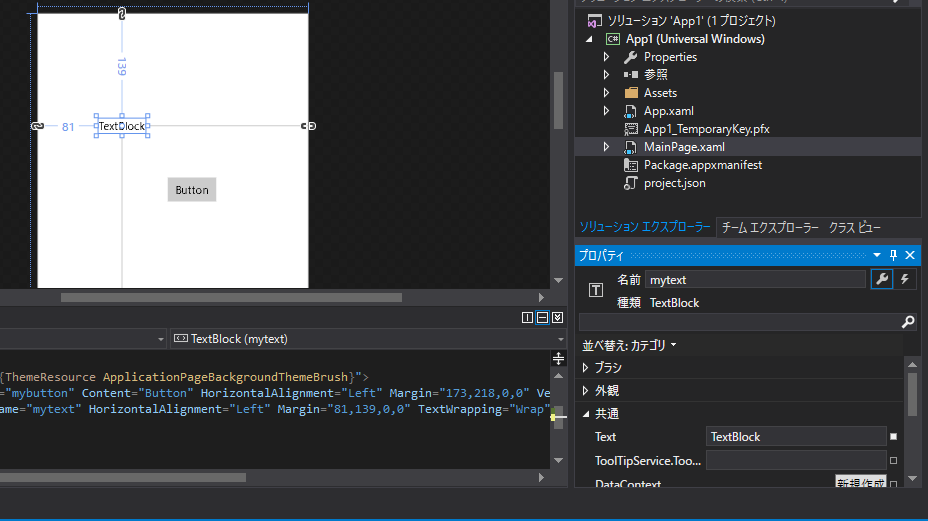 139
81
TextBlock
Button
TextBlock (mytext)
{ThemeResource ApplicationPageBackgroundThemeBrush}">
="mybutton" Content="Button" HorizontalAlignment="Left" Margin="173,218,0,0" Ve
ame="mytext" HorizontalAlignment="Left" Margin="81,139,0,0" TextWrapping="Wrap"
ソリューション 'App1' (1 プロジェクト)
C#
App1 (Universal Windows)
Properties
参照
Assets
App.xaml
App1_TemporaryKey.pfx
MainPage.xaml
Package.appxmanifest
project.json
ソリューション エクスプローラー チーム エクスプローラー クラス ビュー
プロパティ
名前 mytext
種類 TextBlock
並べ替え: カテゴリ
ブラシ
外観
共通
Text TextBlock
ToolTipService.Too...
DataContext 新規作成